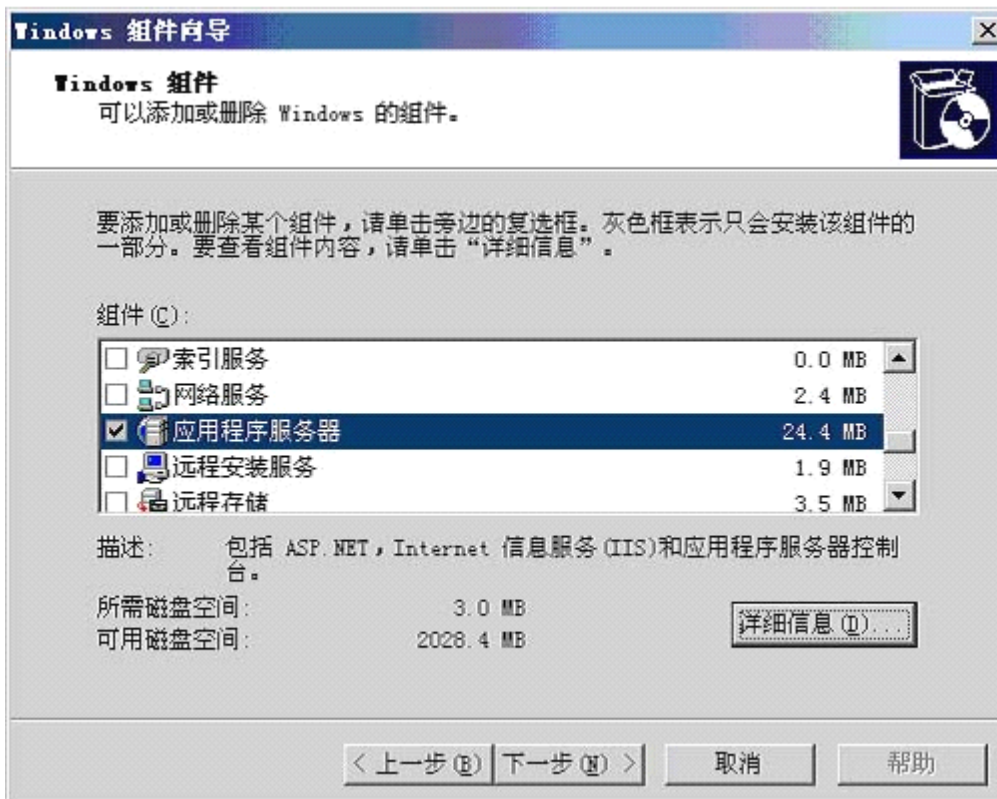 Windows 组件向导
Windows 组件
可以添加或删除 Windows 的组件。
要添加或删除某个组件，请单击旁边的复选框。灰色框表示只会安装该组件的
一部分。要查看组件内容，请单击“详细信息”。
组件(C):
索引服务 0.0 MB
网络服务 2.4 MB
应用程序服务器 24.4 MB
远程安装服务 1.9 MB
远程存储 3.5 MB
描述: 包括 ASP.NET，Internet 信息服务(IIS)和应用程序服务器控制
台。
所需磁盘空间: 3.0 MB
可用磁盘空间: 2028.4 MB
详细信息(D)...
< 上一步(B) 下一步(N) > 取消 帮助